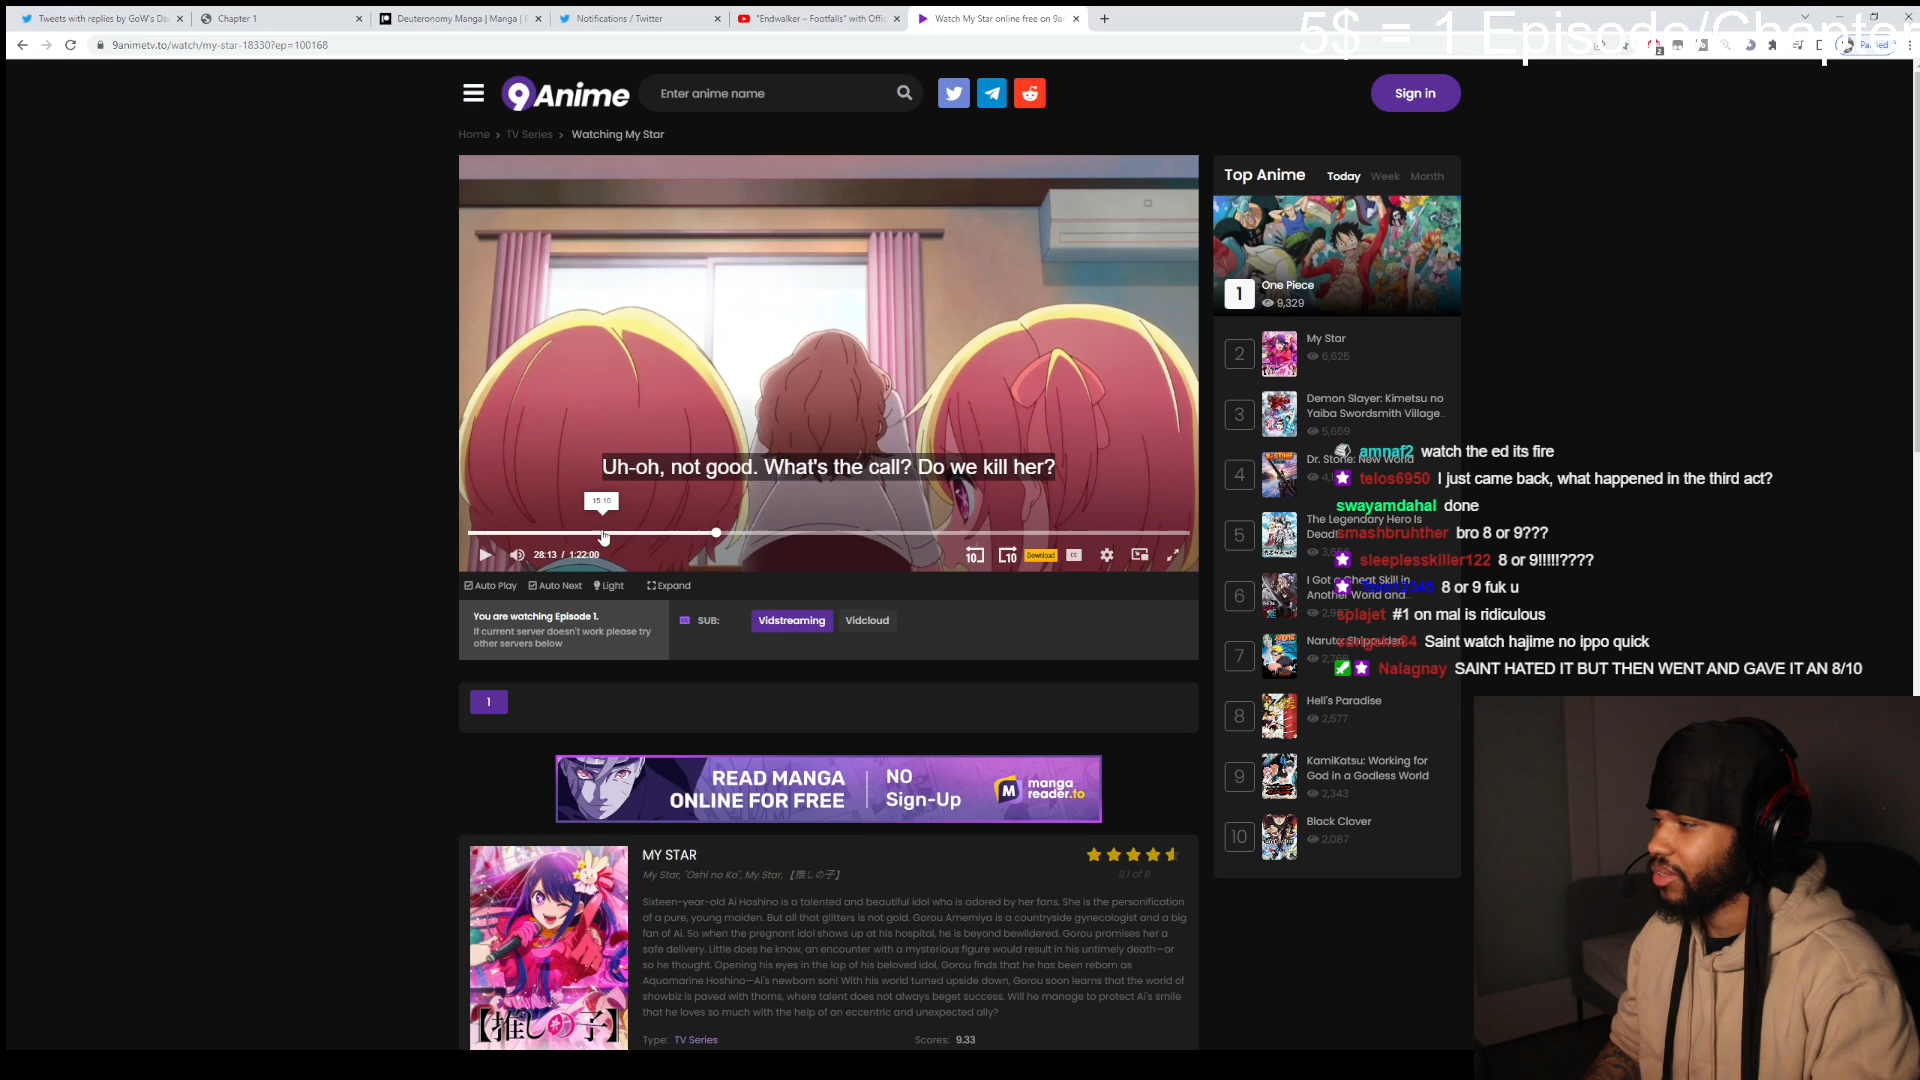 Tweets with replies by GoW's Da
Chapter 1
Deuteronomy Manga | Manga |
Notifications / Twitter
"Endwalker – Footfalls" with Offic
Watch My Star online free on 9ar
5$ = 1 Episode/Chapter
9animetv.to/watch/my-star-18330?ep=100168
Paused
9Anime
Enter anime name
Sign in
Home > TV Series > Watching My Star
Uh-oh, not good. What's the call? Do we kill her?
15:10
28:13 / 1:22:00
10
10
Download
CC
Auto Play
Auto Next
Light
Expand
You are watching Episode 1.
If current server doesn't work please try
other servers below
SUB:
Vidstreaming
Vidcloud
1
READ MANGA
ONLINE FOR FREE
NO
Sign-Up
M
manga
reader.to
MY STAR
My Star, "Oshi no Ko", My Star, 【推しの子】
9.1 of 8
Sixteen-year-old Ai Hoshino is a talented and beautiful idol who is adored by her fans. She is the personification
of a pure, young maiden. But all that glitters is not gold. Gorou Amemiya is a countryside gynecologist and a big
fan of Ai. So when the pregnant idol shows up at his hospital, he is beyond bewildered. Gorou promises her a
safe delivery. Little does he know, an encounter with a mysterious figure would result in his untimely death—or
so he thought. Opening his eyes in the lap of his beloved idol, Gorou finds that he has been reborn as
Aquamarine Hoshino—Ai's newborn son! With his world turned upside down, Gorou soon learns that the world of
showbiz is paved with thorns, where talent does not always beget success. Will he manage to protect Ai's smile
that he loves so much with the help of an eccentric and unexpected ally?
Type: TV Series
Scores: 9.33
【推しの子】
Top Anime
Today
Week
Month
1
One Piece
9,329
2
My Star
6,625
3
Demon Slayer: Kimetsu no
Yaiba Swordsmith Village...
5,659
4
Dr. Stone: New World
5
The Legendary Hero Is
Dead!
6
I Got a Cheat Skill in
Another World and...
7
Naruto: Shippuden
8
Hell's Paradise
2,577
9
KamiKatsu: Working for
God in a Godless World
2,343
10
Black Clover
2,087
amnaf2 watch the ed its fire
telos6950 I just came back, what happened in the third act?
swayamdahal done
smashbruhther bro 8 or 9???
sleeplesskiller122 8 or 9!!!!!????
8 or 9 fuk u
splajet #1 on mal is ridiculous
Saint watch hajime no ippo quick
Nalagnay SAINT HATED IT BUT THEN WENT AND GAVE IT AN 8/10